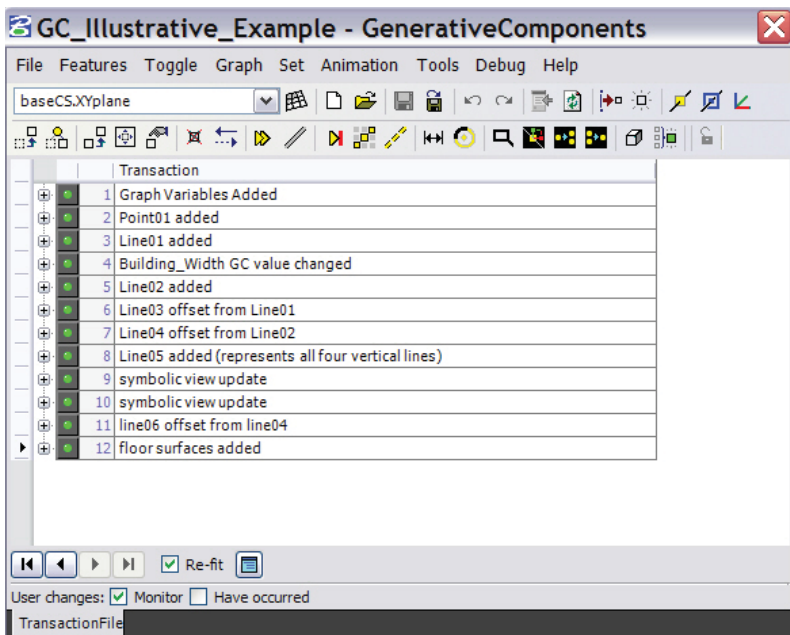 GC_Illustrative_Example - GenerativeComponents
File Features Toggle Graph Set Animation Tools Debug Help
baseCS.XYplane
Transaction
1 Graph Variables Added
2 Point01 added
3 Line01 added
4 Building_Width GC value changed
5 Line02 added
6 Line03 offset from Line01
7 Line04 offset from Line02
8 Line05 added (represents all four vertical lines)
9 symbolic view update
10 symbolic view update
11 line06 offset from line04
12 floor surfaces added
Re-fit
User changes: Monitor Have occurred
TransactionFile